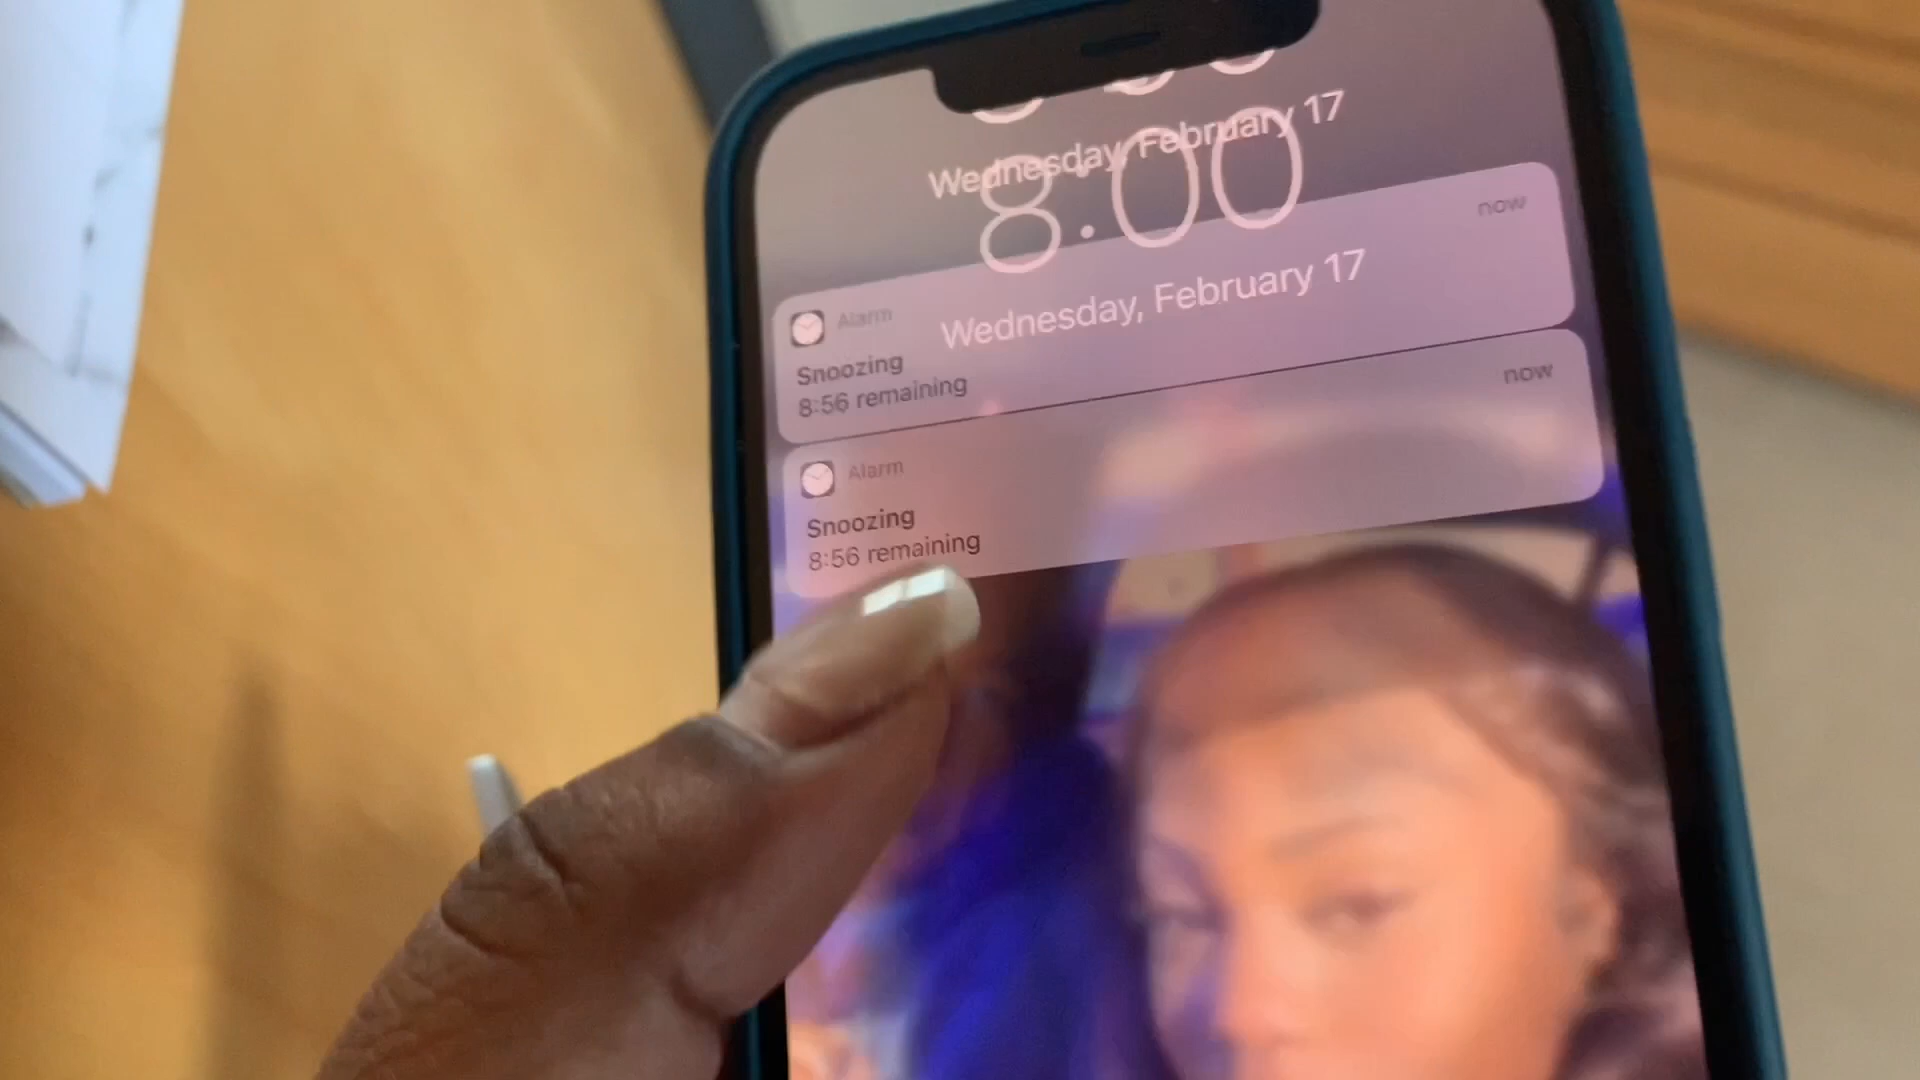 Wednesday, February 17
8:00
now
Wednesday, February 17
Alarm
Snoozing
8:56 remaining
now
Alarm
Snoozing
8:56 remaining